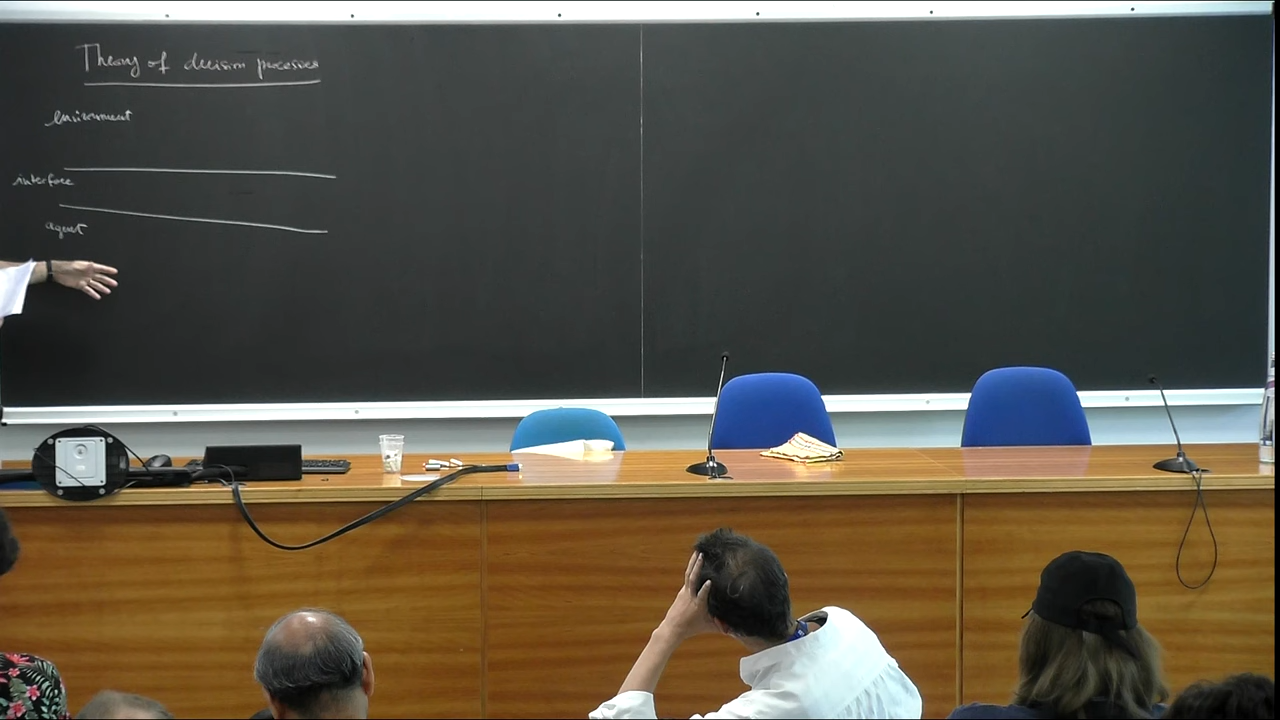 Theory of decision processes
environment
interface
agent